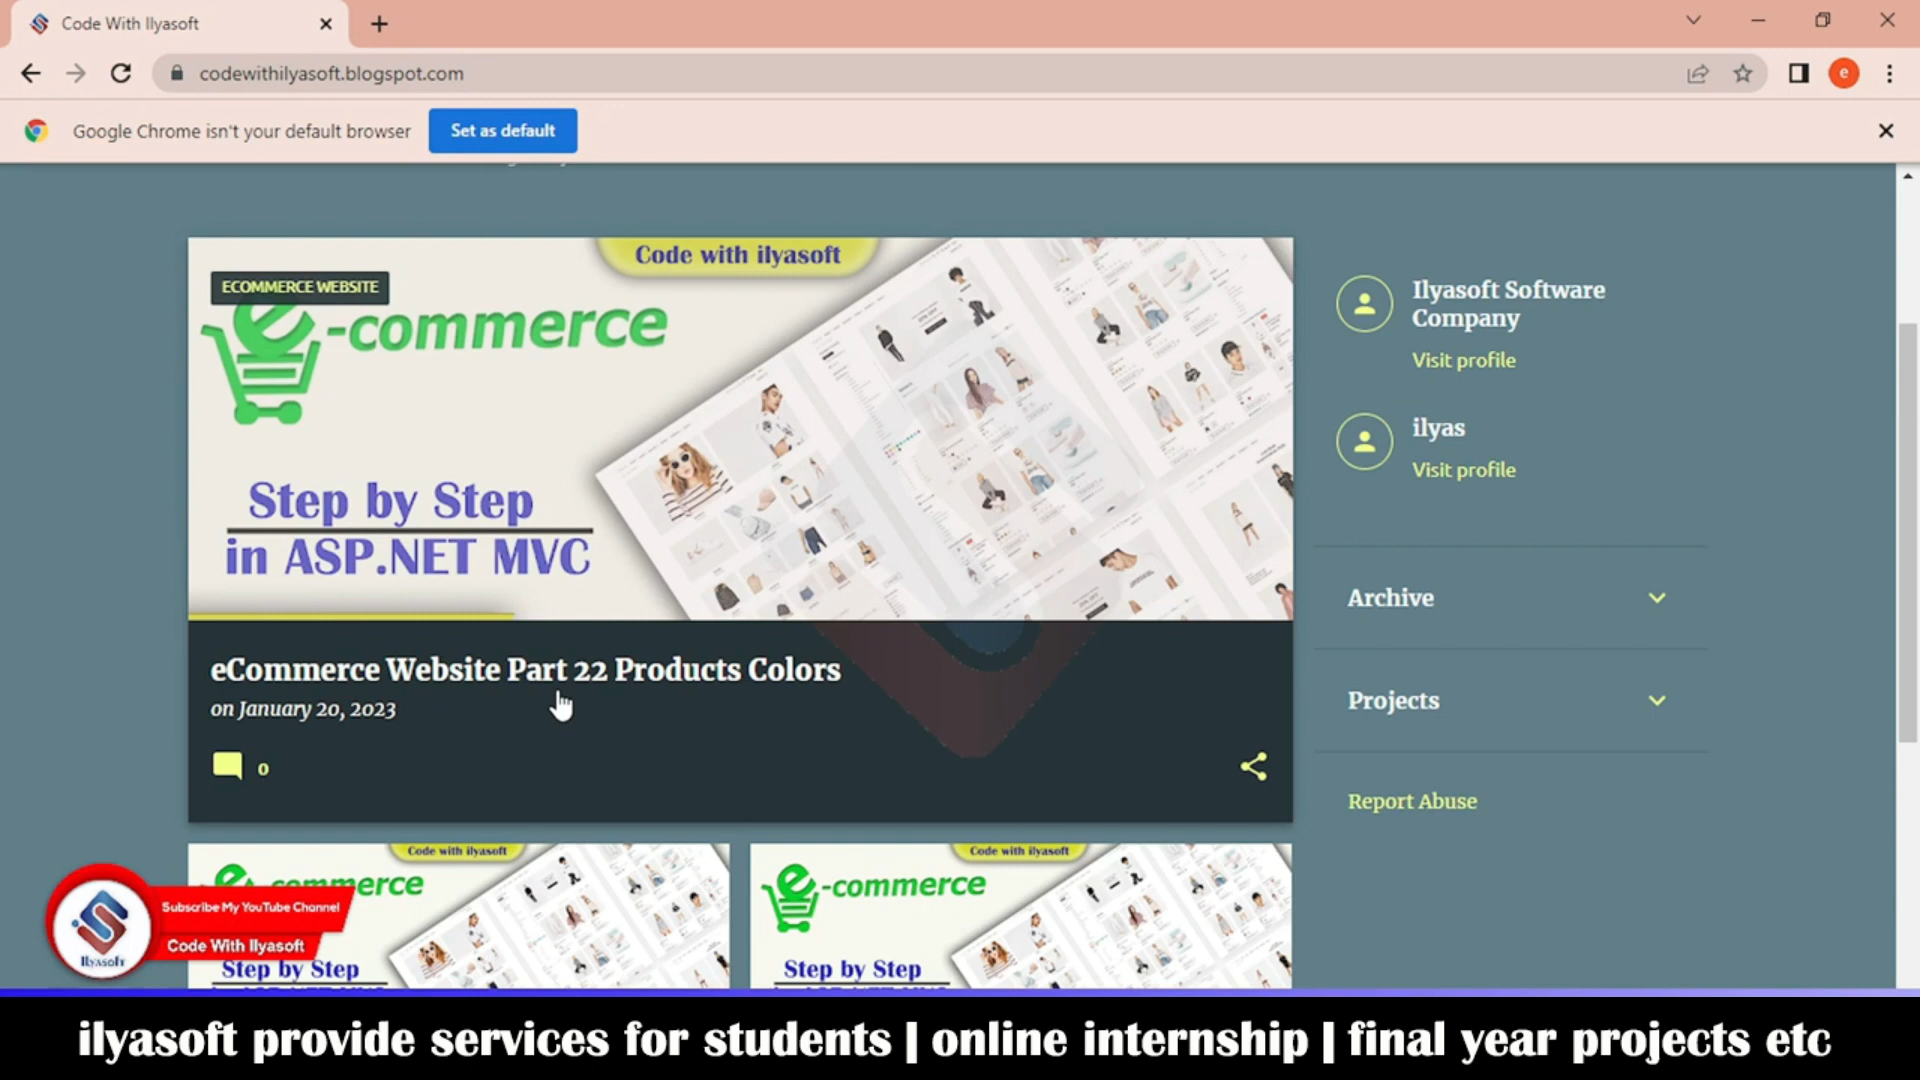 Code With Ilyasoft
codewithilyasoft.blogspot.com
e
Google Chrome isn't your default browser
Set as default
Code with ilyasoft
ECOMMERCE WEBSITE
e-commerce
Step by Step
in ASP.NET MVC
eCommerce Website Part 22 Products Colors
on January 20, 2023
0
Ilyasoft Software
Company
Visit profile
ilyas
Visit profile
Archive
Projects
Report Abuse
Code with ilyasoft
Code with ilyasoft
e-commerce
Subscribe My YouTube Channel
Code With Ilyasoft
Ilyasoft
Step by Step
Step by Step
ilyasoft provide services for students | online internship | final year projects etc